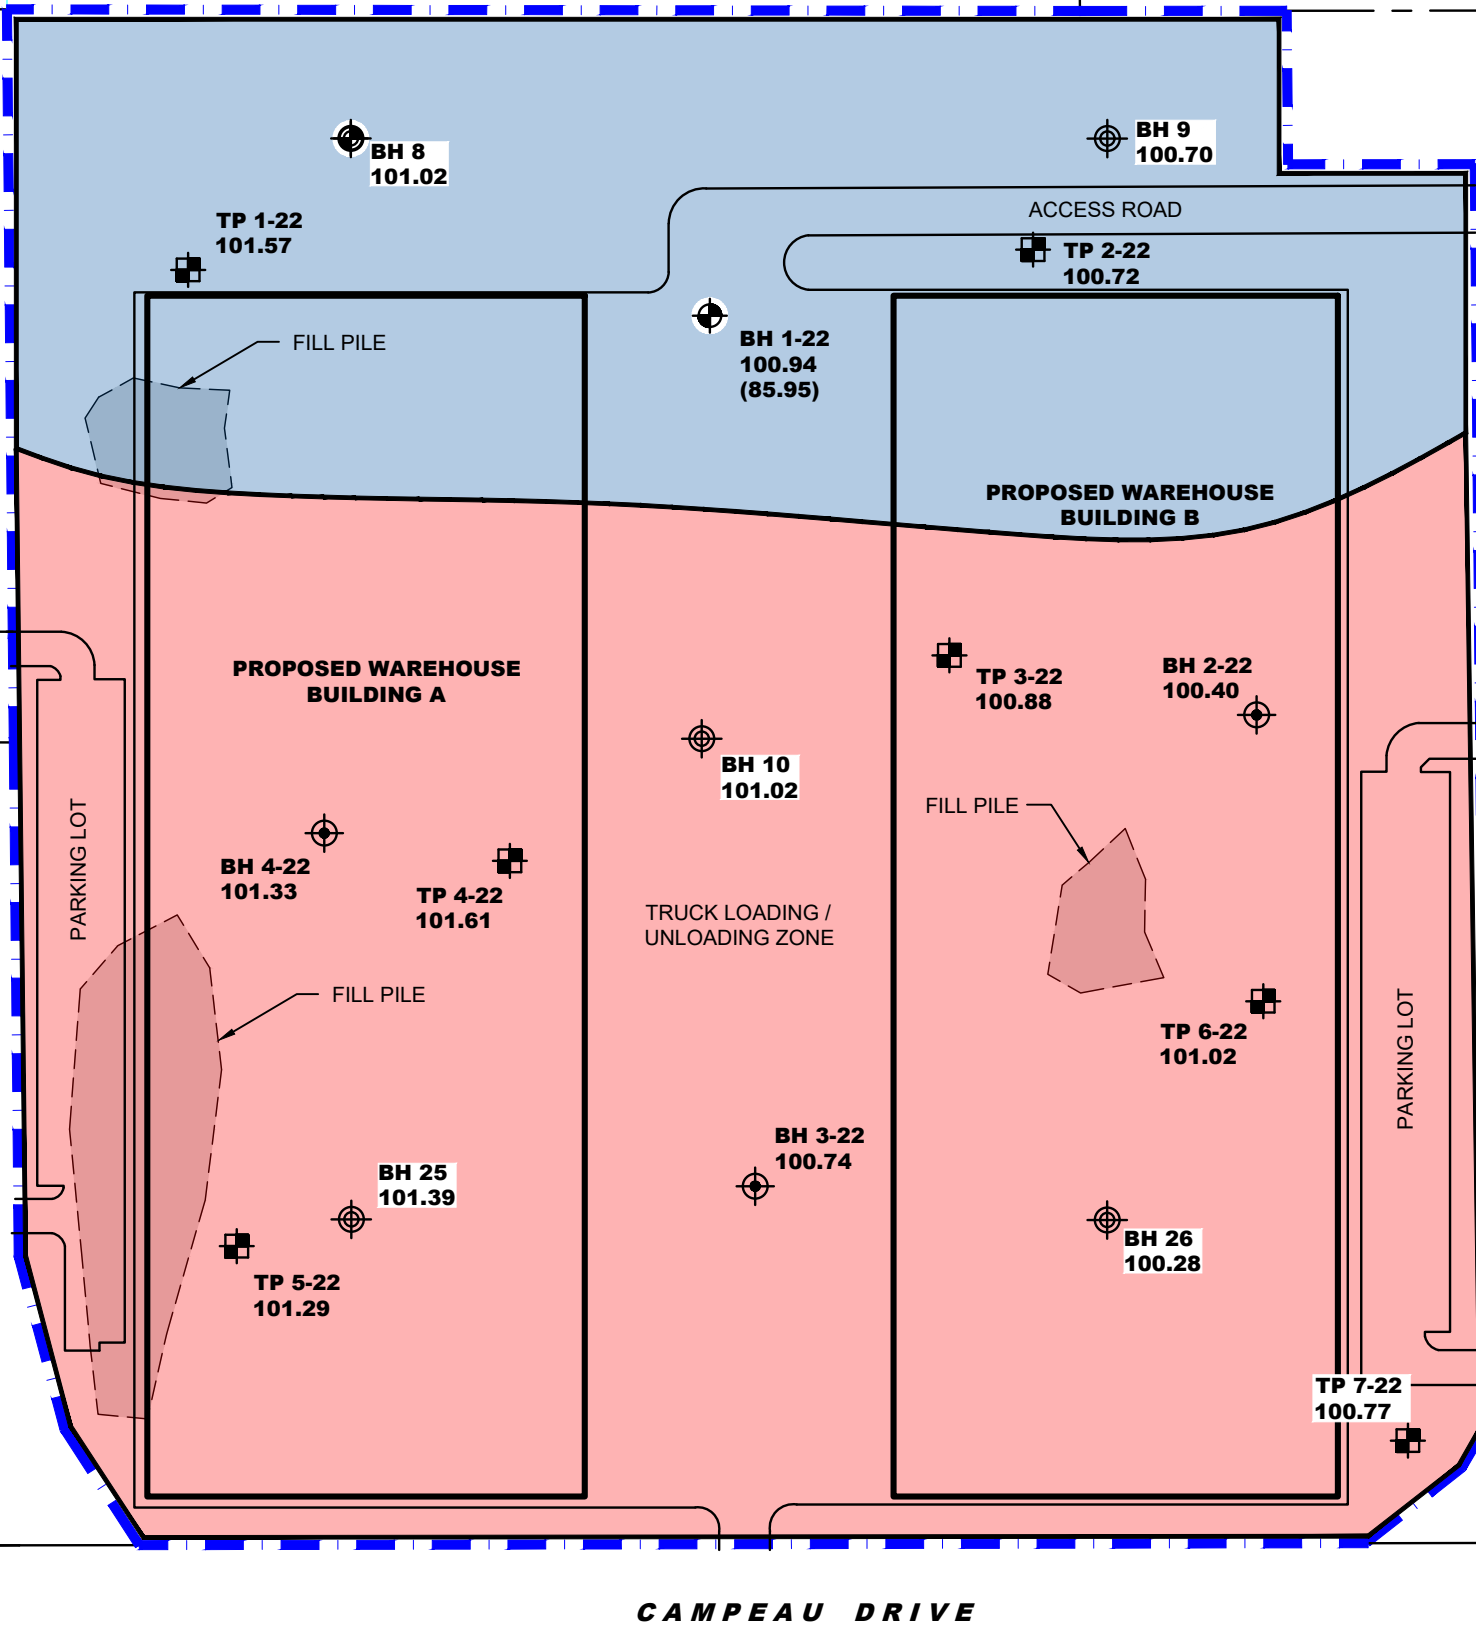 BH 8
101.02
BH 9
100.70
TP 1-22
101.57
ACCESS ROAD
TP 2-22
100.72
FILL PILE
BH 1-22
100.94
(85.95)
PROPOSED WAREHOUSE
BUILDING B
PROPOSED WAREHOUSE
BUILDING A
TP 3-22
100.88
BH 2-22
100.40
BH 10
101.02
FILL PILE
PARKING LOT
BH 4-22
101.33
TP 4-22
101.61
TRUCK LOADING /
UNLOADING ZONE
FILL PILE
TP 6-22
101.02
PARKING LOT
BH 3-22
100.74
BH 25
101.39
BH 26
100.28
TP 5-22
101.29
TP 7-22
100.77
CAMPEAU DRIVE